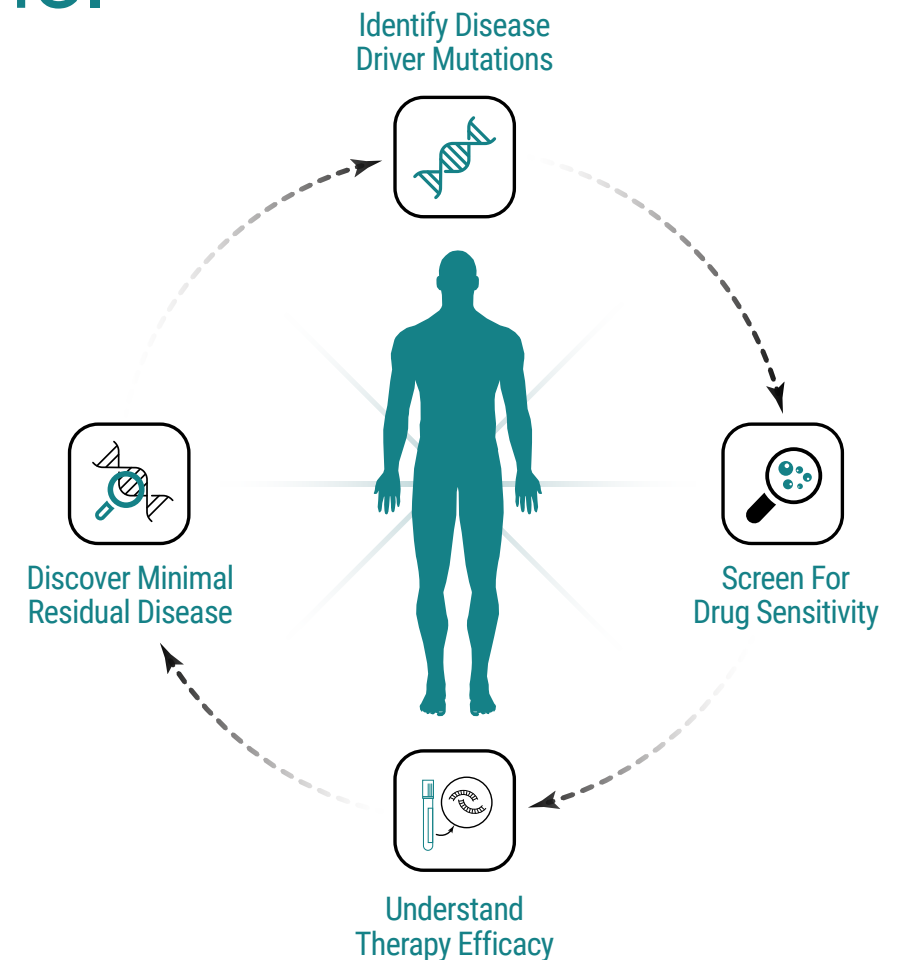 Identify Disease
Driver Mutations
Discover Minimal
Residual Disease
Screen For
Drug Sensitivity
Understand
Therapy Efficacy